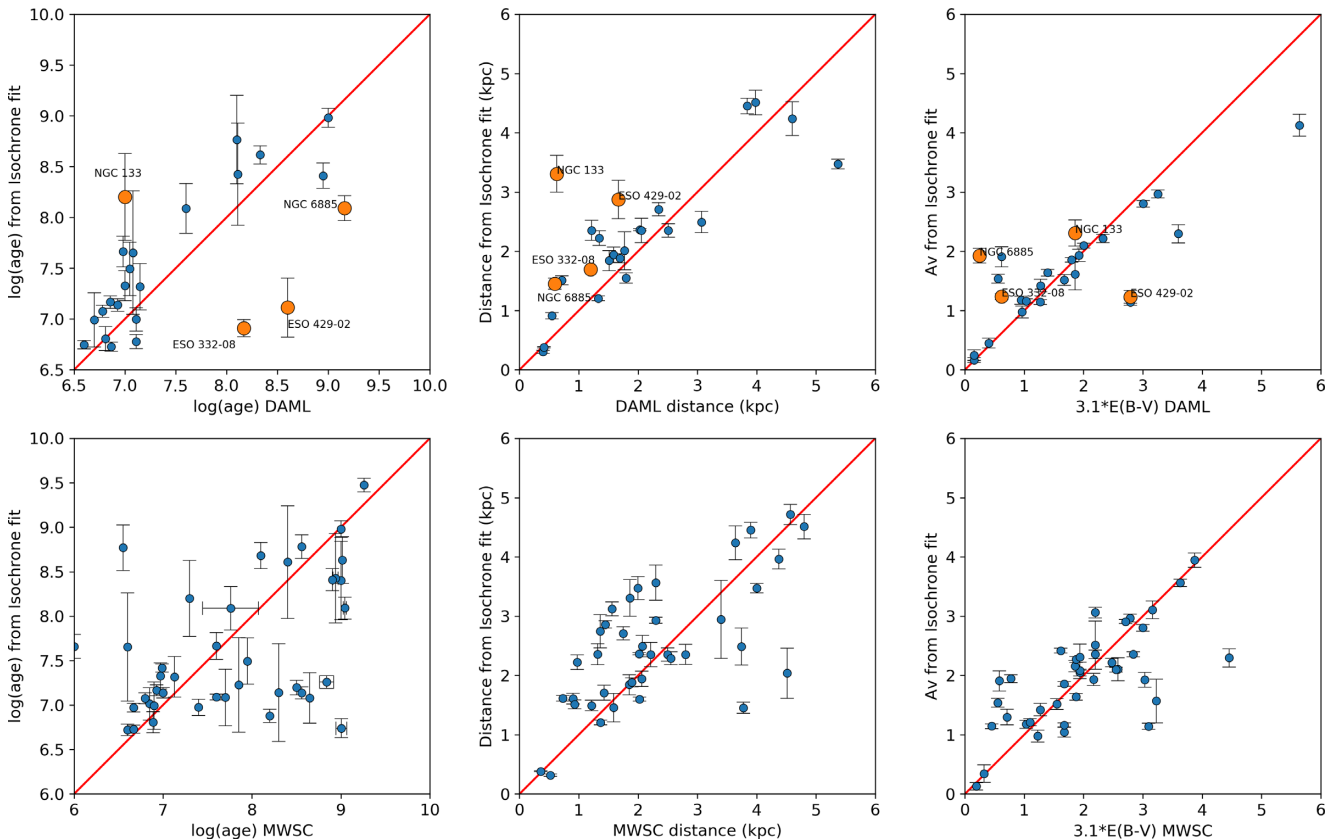 10.0
9.5
9.0
8.5
8.0
7.5
7.0
6.5
log(age) from Isochrone fit
NGC 133
NGC 6885
ESO 429-02
ESO 332-08
6.5 7.0 7.5 8.0 8.5 9.0 9.5 10.0
log(age) DAML
6
5
4
3
2
1
0
Distance from Isochrone fit (kpc)
NGC 133
ESO 429-02
ESO 332-08
NGC 6885
0 1 2 3 4 5 6
DAML distance (kpc)
6
5
4
3
2
1
0
Av from Isochrone fit
NGC 133
NGC 6885
ESO 332-08
ESO 429-02
0 1 2 3 4 5 6
3.1*E(B-V) DAML
10.0
9.5
9.0
8.5
8.0
7.5
7.0
6.5
6.0
log(age) from Isochrone fit
6 7 8 9 10
log(age) MWSC
6
5
4
3
2
1
0
Distance from Isochrone fit (kpc)
0 1 2 3 4 5 6
MWSC distance (kpc)
6
5
4
3
2
1
0
Av from Isochrone fit
0 1 2 3 4 5 6
3.1*E(B-V) MWSC